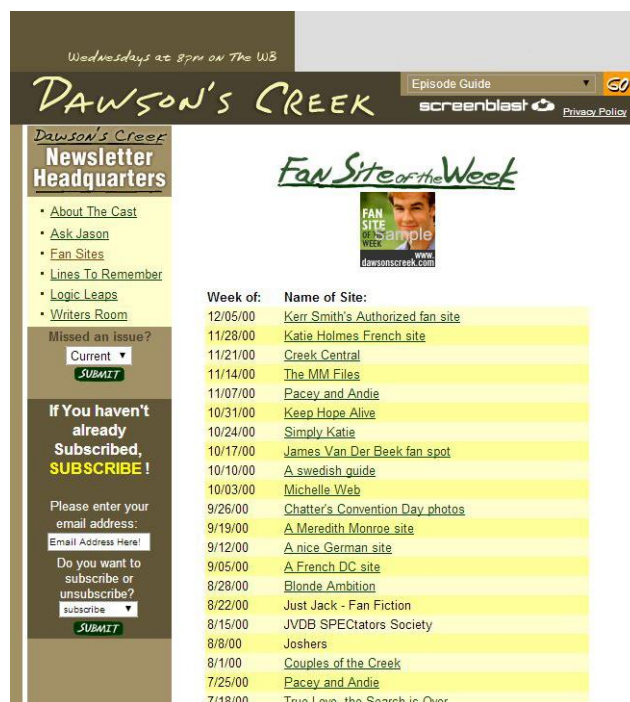 Wednesdays at 8pm on The WB
DAWSON'S CREEK
Episode Guide
GO
screenblast
Privacy Policy
Dawson's Creek
Newsletter
Headquarters
• About The Cast
• Ask Jason
• Fan Sites
• Lines To Remember
• Logic Leaps
• Writers Room
Missed an issue?
Current
SUBMIT
If You haven't
already
Subscribed,
SUBSCRIBE !
Please enter your
email address:
Email Address Here!
Do you want to
subscribe or
unsubscribe?
subscribe
SUBMIT
Fan Site of the Week
FAN
SITE
OF THE
WEEK
Sample
www.
dawsonscreek.com
Week of: Name of Site:
12/05/00 Kerr Smith's Authorized fan site
11/28/00 Katie Holmes French site
11/21/00 Creek Central
11/14/00 The MM Files
11/07/00 Pacey and Andie
10/31/00 Keep Hope Alive
10/24/00 Simply Katie
10/17/00 James Van Der Beek fan spot
10/10/00 A swedish guide
10/03/00 Michelle Web
9/26/00 Chatter's Convention Day photos
9/19/00 A Meredith Monroe site
9/12/00 A nice German site
9/05/00 A French DC site
8/28/00 Blonde Ambition
8/22/00 Just Jack - Fan Fiction
8/15/00 JVDB SPECtators Society
8/8/00 Joshers
8/1/00 Couples of the Creek
7/25/00 Pacey and Andie
7/18/00 True Love, the Search is Over